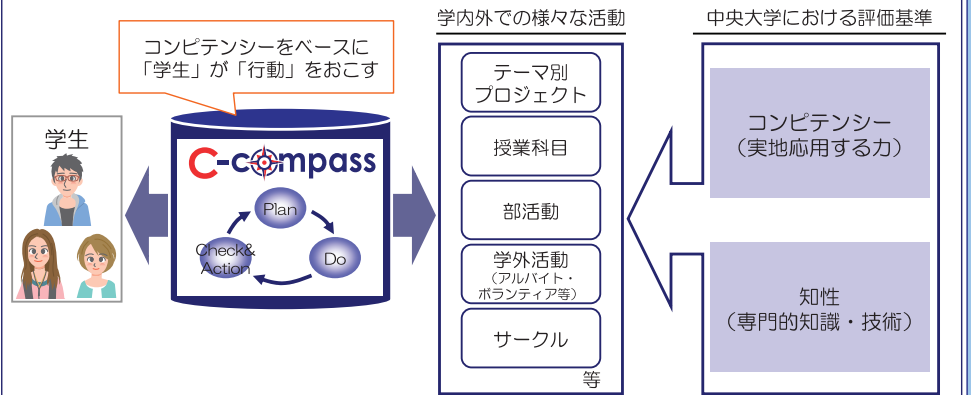 学内外での様々な活動
中央大学における評価基準
コンピテンシーをベースに
「学生」が「行動」をおこす
学生
C-compass
Plan
Do
Check&
Action
テーマ別
プロジェクト
授業科目
部活動
学外活動
(アルバイト・
ボランティア等)
サークル
等
コンピテンシー
(実地応用する力)
知性
(専門的知識・技術)